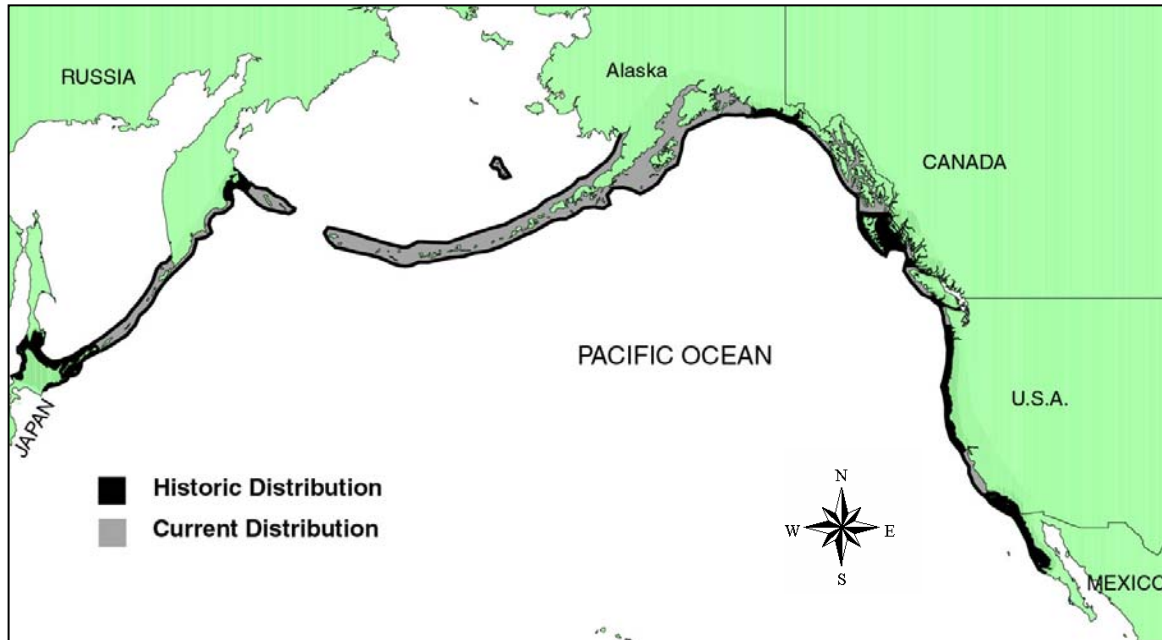 RUSSIA
Alaska
CANADA
PACIFIC OCEAN
U.S.A.
JAPAN
Historic Distribution
Current Distribution
N
W
E
S
MEXICO